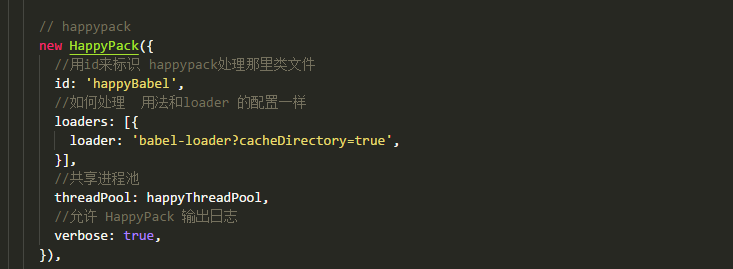 // happypack
new HappyPack({
//用id来标识 happypack处理那里类文件
id: 'happyBabel',
//如何处理  用法和loader 的配置一样
loaders: [{
loader: 'babel-loader?cacheDirectory=true',
}],
//共享进程池
threadPool: happyThreadPool,
//允许 HappyPack 输出日志
verbose: true,
}),